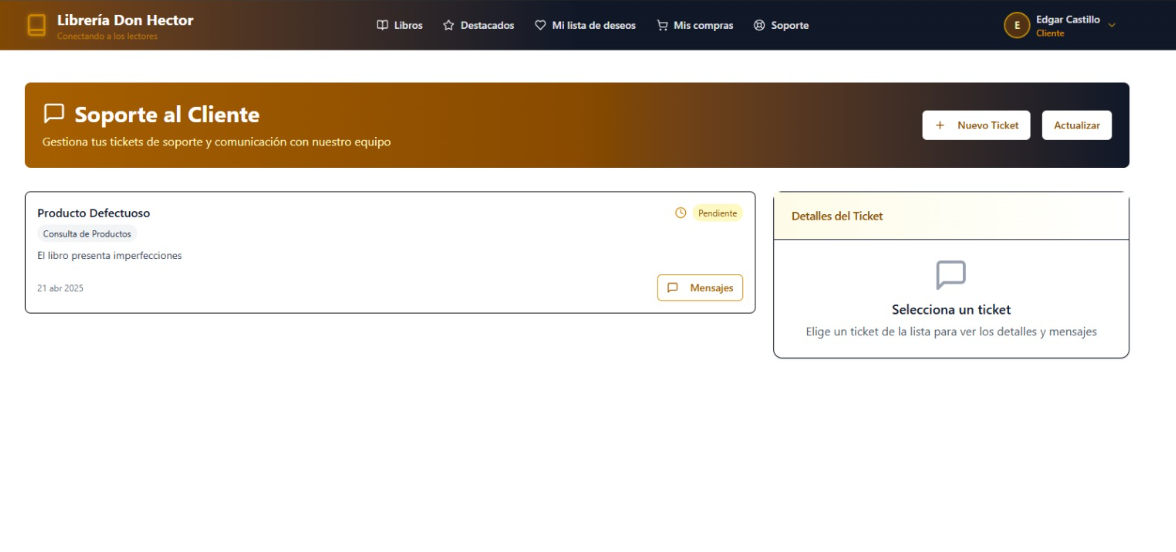 Librería Don Hector
Conectando a los lectores
Libros
Destacados
Mi lista de deseos
Mis compras
Soporte
E
Edgar Castillo
Cliente
Soporte al Cliente
Gestiona tus tickets de soporte y comunicación con nuestro equipo
+ Nuevo Ticket
Actualizar
Producto Defectuoso
Pendiente
Consulta de Productos
El libro presenta imperfecciones
21 abr 2025
Mensajes
Detalles del Ticket
Selecciona un ticket
Elige un ticket de la lista para ver los detalles y mensajes